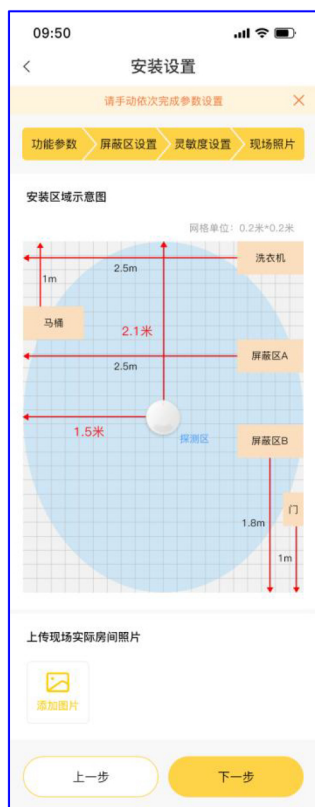 09:50
安装设置
请手动依次完成参数设置
功能参数 屏蔽区设置 灵敏度设置 现场照片
安装区域示意图
网格单位：0.2米*0.2米
洗衣机
2.5m
1m
马桶
2.1米
屏蔽区A
2.5m
1.5米
探测区
屏蔽区B
门
1.8m
1m
上传现场实际房间照片
添加图片
上一步 下一步